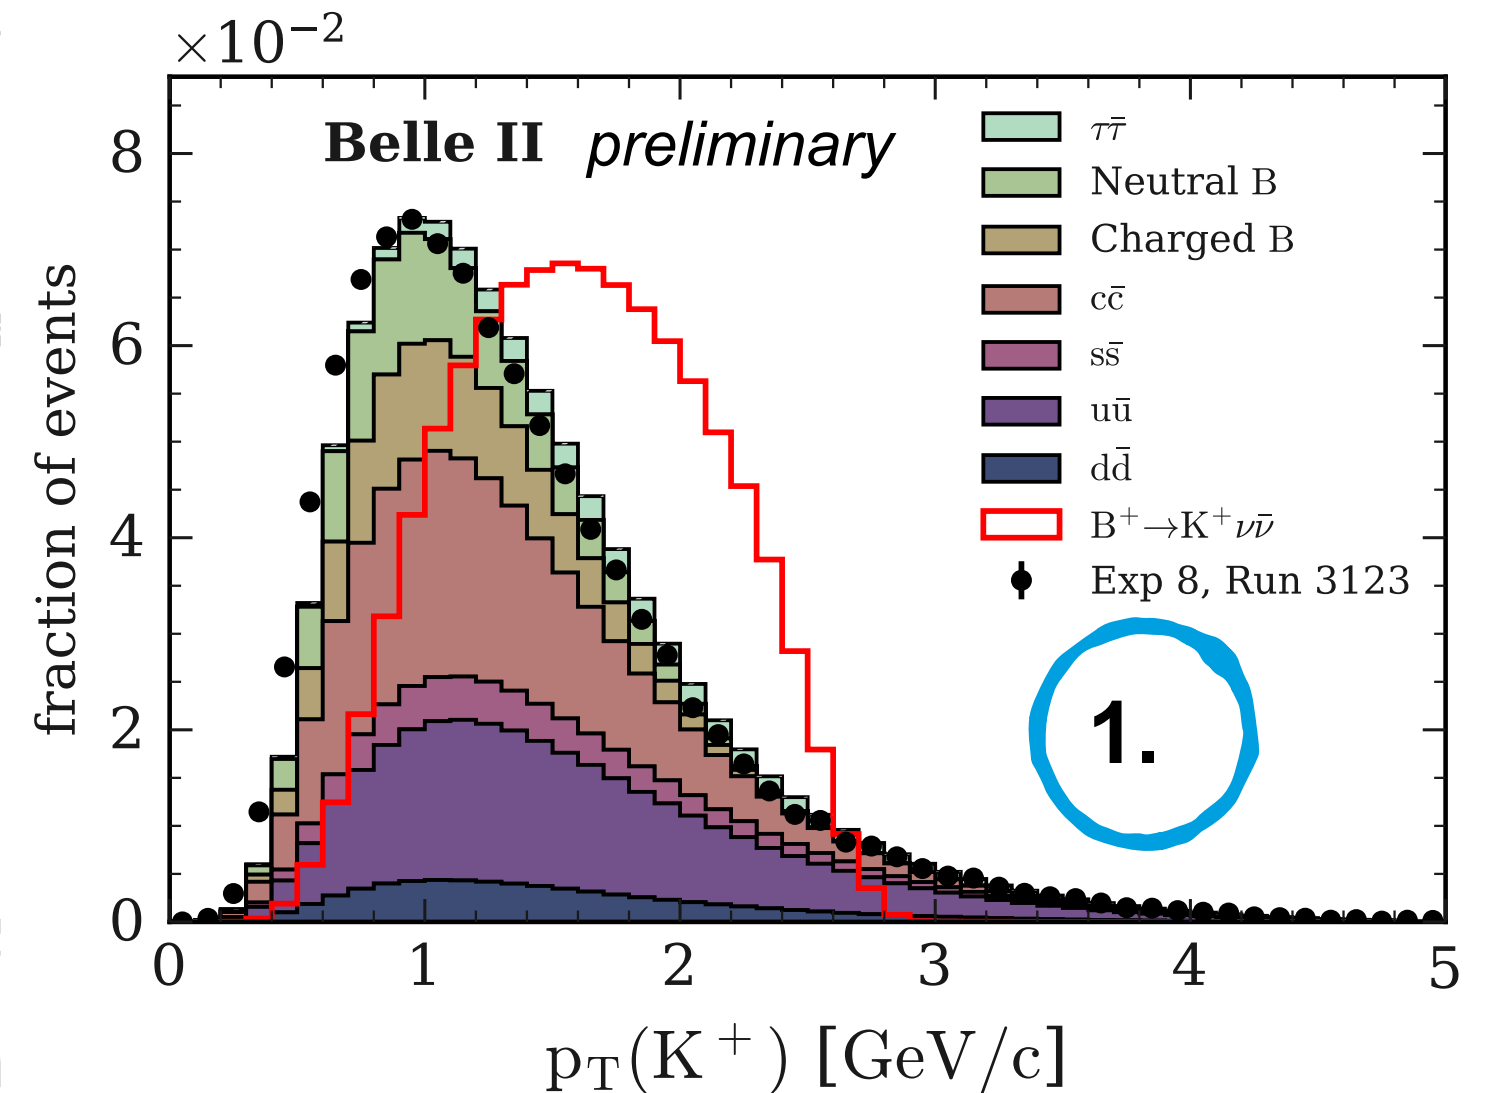 ×10⁻²
Belle II preliminary
8
6
4
2
0
fraction of events
ττ̄
Neutral B
Charged B
cc̄
ss̄
uū
dd̄
B⁺→K⁺νν̄
Exp 8, Run 3123
1.
0 1 2 3 4 5
p_T(K⁺) [GeV/c]